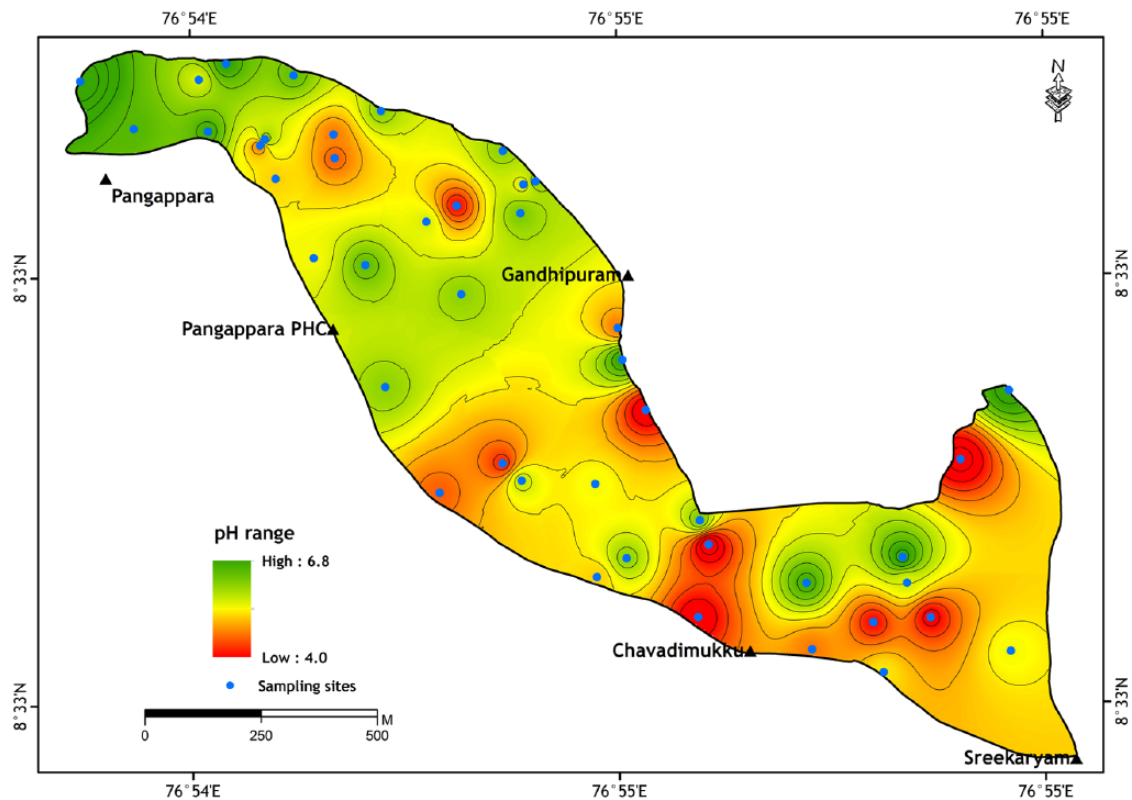 76°54'E 76°55'E 76°55'E
N
Pangappara
Gandhipuram
8°33'N 8°33'N
Pangappara PHC
pH range
High : 6.8
Low : 4.0
Sampling sites
Chavadimukku
M
0 250 500
8°33'N 8°33'N
Sreekaryam
76°54'E 76°55'E 76°55'E